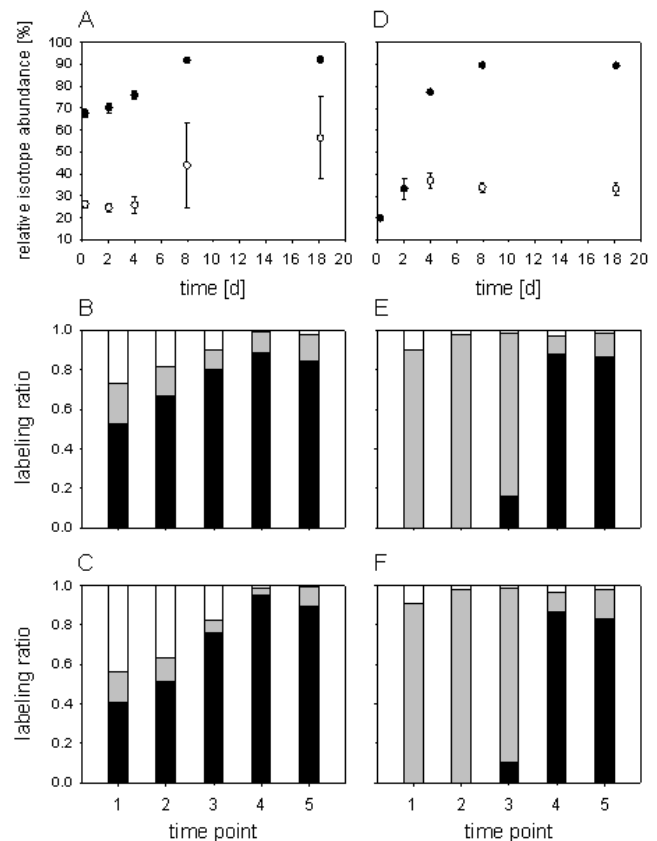 A
D
relative isotope abundance [%]
100
90
80
70
60
50
40
30
20
10
0 2 4 6 8 10 12 14 16 18 20
0 2 4 6 8 10 12 14 16 18 20
time [d]
time [d]
B
E
labeling ratio
1.0
0.8
0.6
0.4
0.2
0.0
C
F
labeling ratio
1.0
0.8
0.6
0.4
0.2
0.0
1 2 3 4 5
1 2 3 4 5
time point
time point